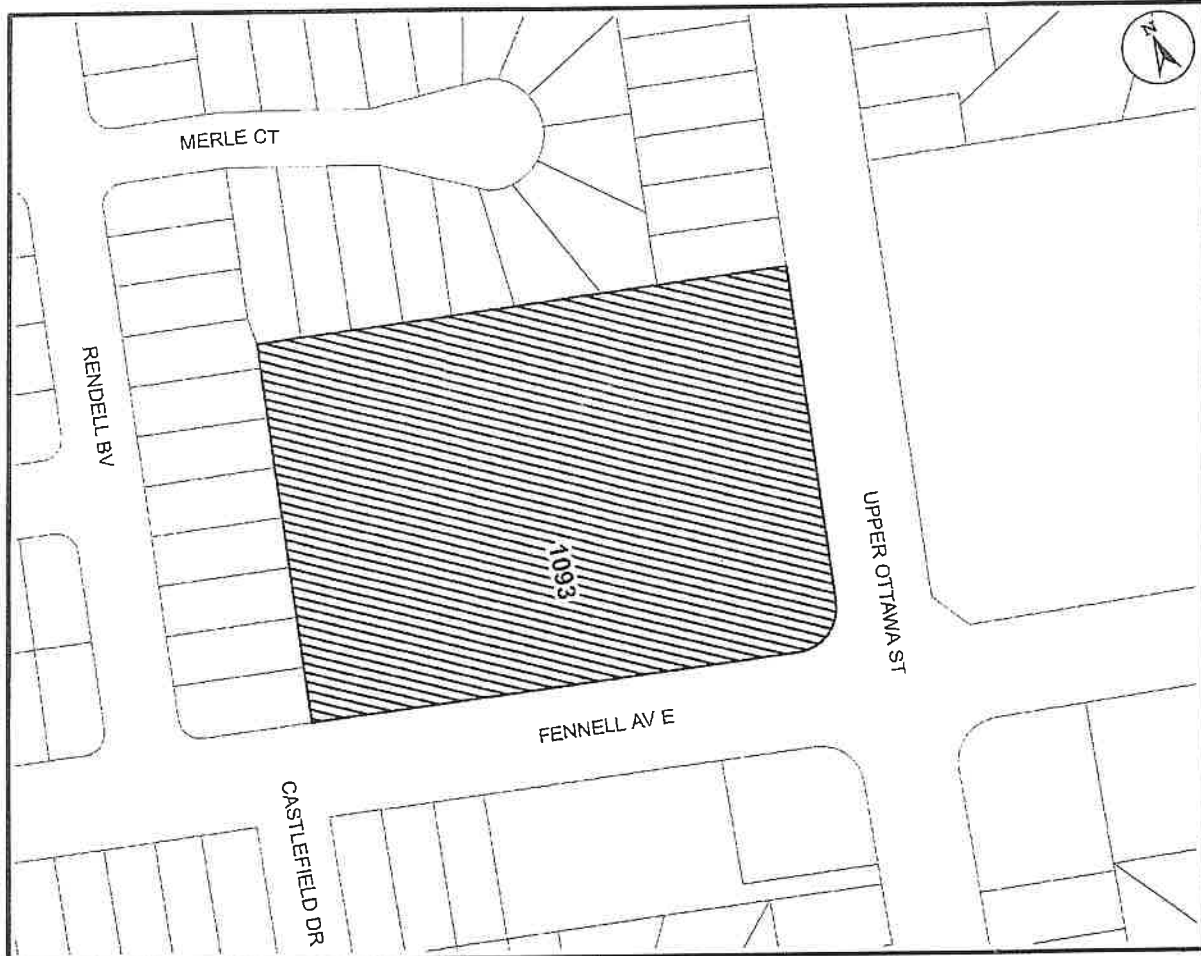 N
MERLE CT
RENDELL BV
UPPER OTTAWA ST
1093
FENNELL AV E
CASTLEFIELD DR